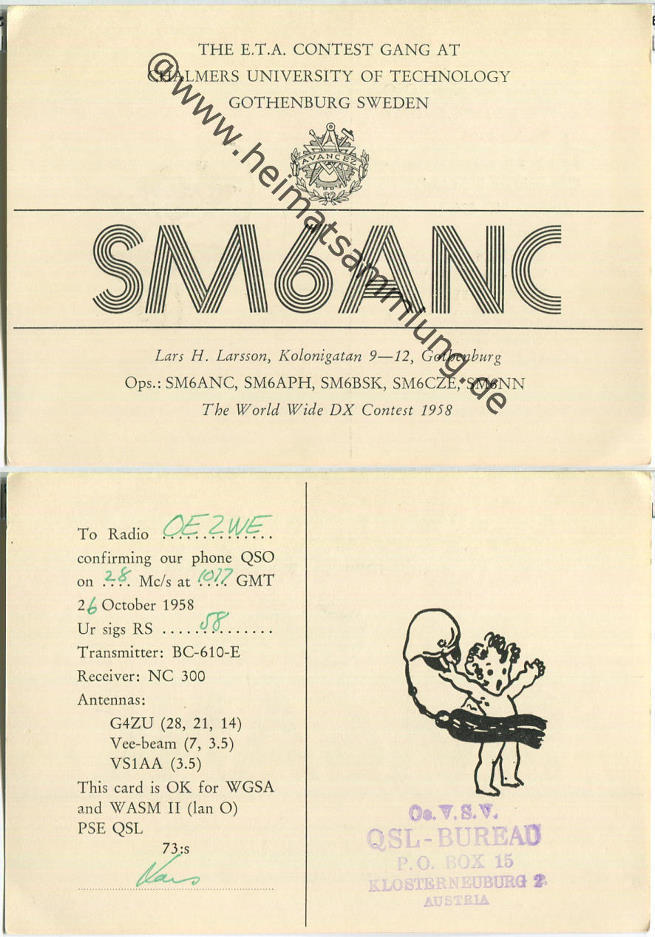 THE E.T.A. CONTEST GANG AT
CHALMERS UNIVERSITY OF TECHNOLOGY
GOTHENBURG SWEDEN
AVANCEZ
SM6ANC
Lars H. Larsson, Kolonigatan 9—12, Gothenburg
Ops.: SM6ANC, SM6APH, SM6BSK, SM6CZE, SM6NN
The World Wide DX Contest 1958
@www.heimatsammlung.de
To Radio OE2WE
confirming our phone QSO
on 28 Mc/s at 1017 GMT
26 October 1958
Ur sigs RS 58
Transmitter: BC-610-E
Receiver: NC 300
Antennas:
G4ZU (28, 21, 14)
Vee-beam (7, 3.5)
VS1AA (3.5)
This card is OK for WGSA
and WASM II (lan O)
PSE QSL
73:s
Oe.V.S.V.
QSL-BUREAU
P.O. BOX 15
KLOSTERNEUBURG 2
AUSTRIA